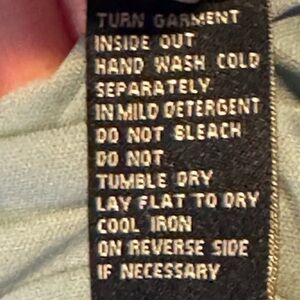 TURN GARMENT
INSIDE OUT
HAND WASH COLD
SEPARATELY
IN MILD DETERGENT
DO NOT BLEACH
DO NOT
TUMBLE DRY
LAY FLAT TO DRY
COOL IRON
ON REVERSE SIDE
IF NECESSARY